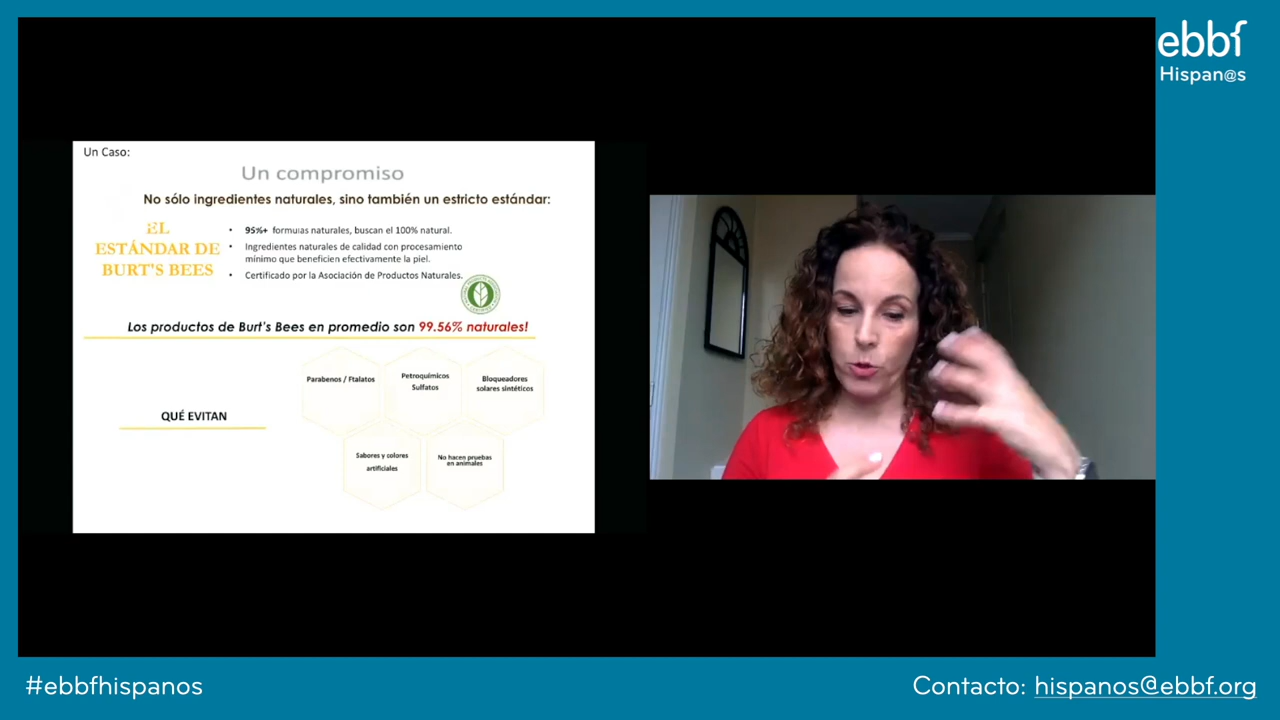 ebbf
Hispan@s
Un Caso:
Un compromiso
No sólo ingredientes naturales, sino también un estricto estándar:
EL
ESTÁNDAR DE
BURT'S BEES
• 95%+ formulas naturales, buscan el 100% natural.
• Ingredientes naturales de calidad con procesamiento
mínimo que beneficien efectivamente la piel.
• Certificado por la Asociación de Productos Naturales.
Los productos de Burt's Bees en promedio son 99.56% naturales!
QUÉ EVITAN
Parabenos / Ftalatos
Petroquímicos
Sulfatos
Bloqueadores
solares sintéticos
Sabores y colores
artificiales
No hacen pruebas
en animales
#ebbfhispanos
Contacto: hispanos@ebbf.org